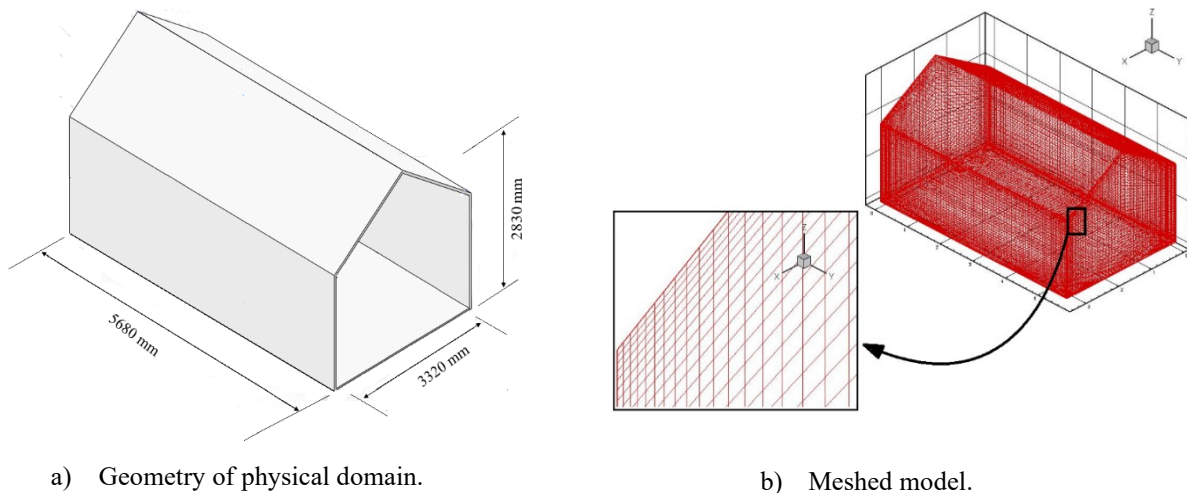 2830 mm
5680 mm
3320 mm
a) Geometry of physical domain.
Z
X
Y
Z
X
Y
b) Meshed model.